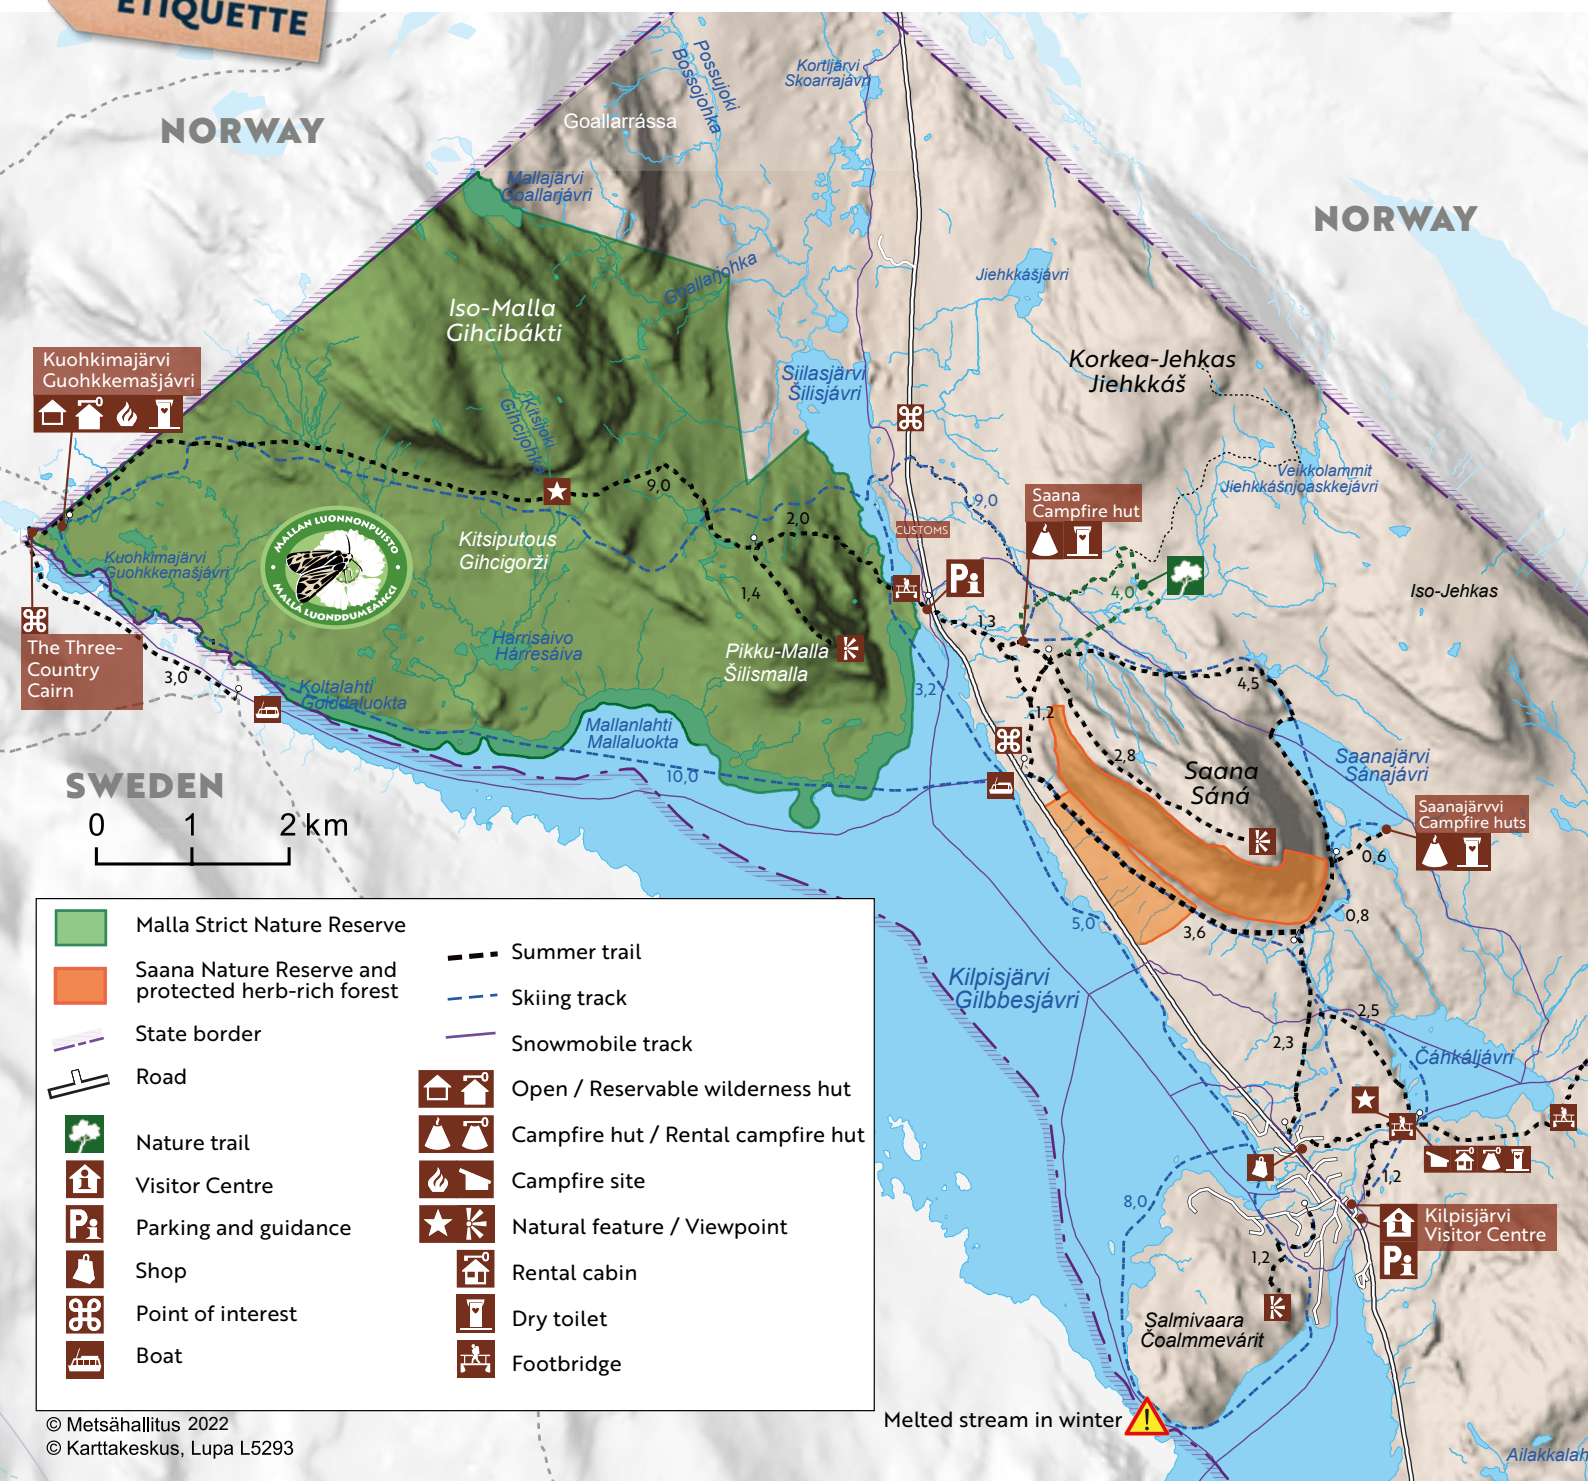 ETIQUETTE
NORWAY
Possujoki
Bossojohka
Kortijärvi
Skoarrajávri
Goallarrássa
Mallajärvi
Goallarjávri
NORWAY
Goallarjohka
Jiehkkášjávri
Iso-Malla
Gihcibákti
Korkea-Jehkas
Jiehkkáš
Kuohkimajärvi
Guohkkemašjávri
Siilasjärvi
Šilisjávri
Kitsijoki
Gihcijohka
Veikkolammit
Jiehkkášnjoaskkejávri
9,0
9,0
Saana
Campfire hut
2,0
CUSTOMS
MALLAN LUONNONPUISTO
MALLA LUONDDUMEAHCCI
Kitsiputous
Gihcigorži
Kuohkimajärvi
Guohkkemašjávri
1,4
4,0
Iso-Jehkas
1,3
The Three-
Country
Cairn
Harrisaivo
Hárresáiva
Pikku-Malla
Šilismalla
3,0
Koltalahti
Golddaluokta
3,2
4,5
1,2
Mallanlahti
Mallaluokta
2,8
Saana
Sáná
Saanajärvi
Sánajávri
10,0
SWEDEN
Saanajärvvi
Campfire huts
0 1 2 km
0,6
0,8
5,0
3,6
Kilpisjärvi
Gilbbesjávri
2,5
2,3
Čáhkáljávri
1,2
8,0
Kilpisjärvi
Visitor Centre
1,2
Salmivaara
Čoalmmevárit
Melted stream in winter
Malla Strict Nature Reserve
Saana Nature Reserve and
protected herb-rich forest
State border
Road
Nature trail
Visitor Centre
Pi Parking and guidance
Shop
Point of interest
Boat
Summer trail
Skiing track
Snowmobile track
Open / Reservable wilderness hut
Campfire hut / Rental campfire hut
Campfire site
Natural feature / Viewpoint
Rental cabin
Dry toilet
Footbridge
Pi
Pi
© Metsähallitus 2022
© Karttakeskus, Lupa L5293